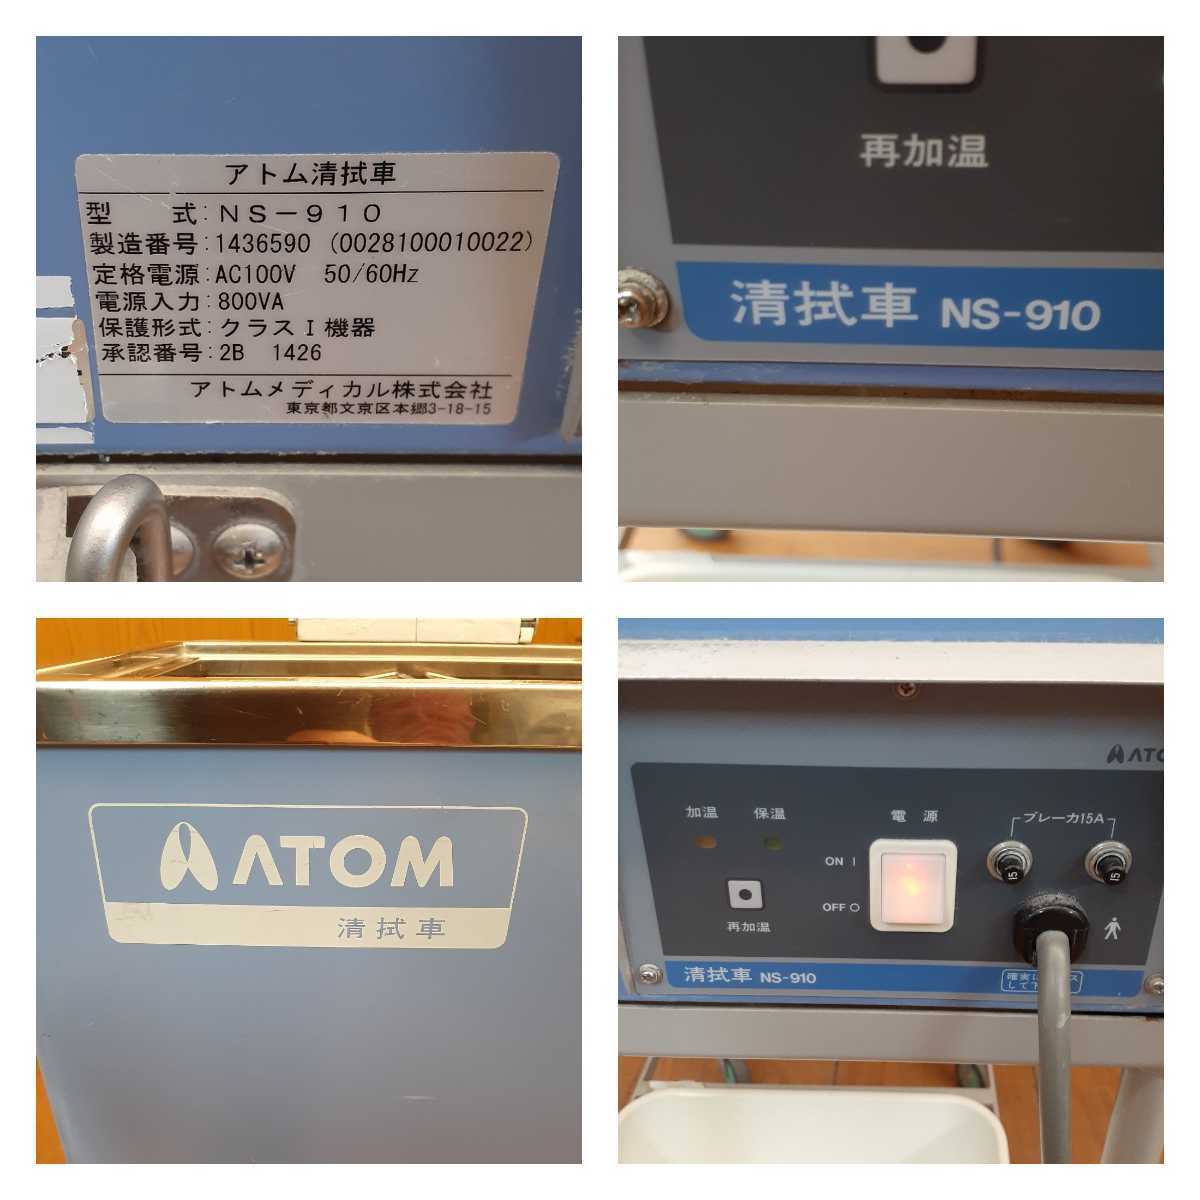 アトム清拭車
型 式:NS-910
製造番号:1436590 (0028100010022)
定格電源:AC100V 50/60Hz
電源入力:800VA
保護形式:クラスI機器
承認番号:2B 1426
アトムメディカル株式会社
東京都文京区本郷3-18-15
再加温
清拭車 NS-910
ATOM
清拭車
ATO
加温 保温 電 源 ブレーカ15A
ON I
15 15
OFF O
再加温
清拭車 NS-910
して下